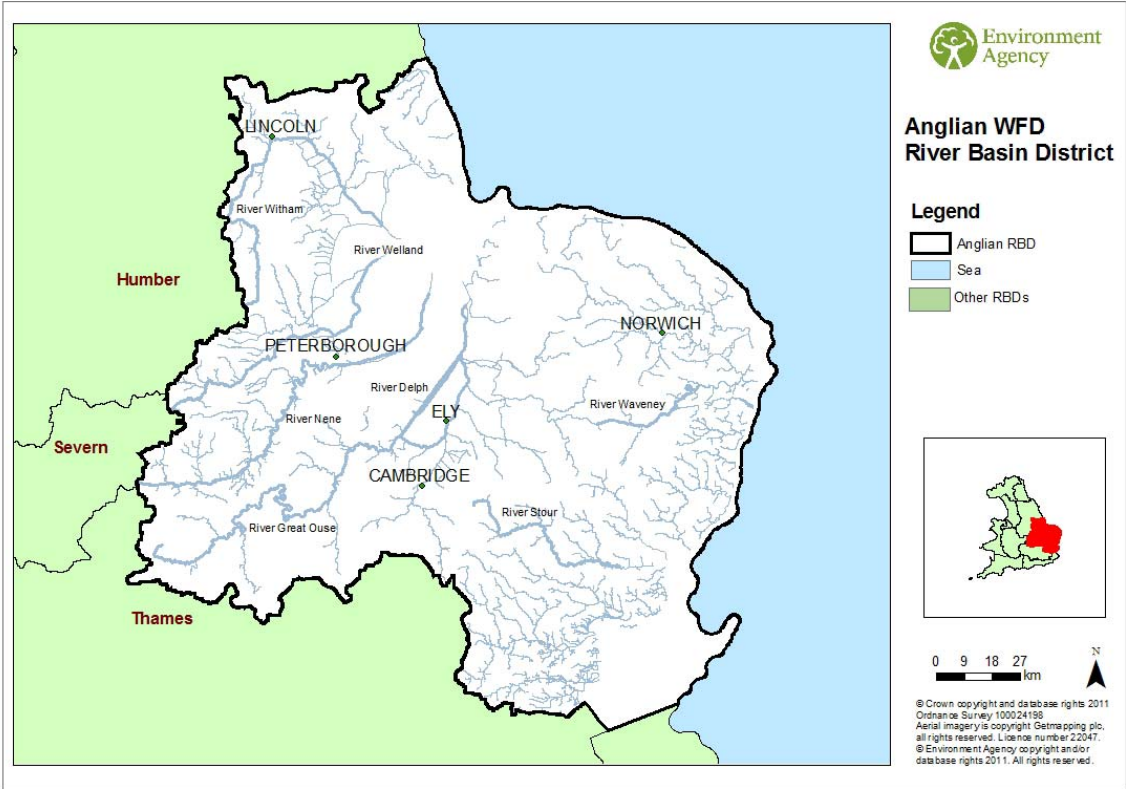 Environment
Agency
Anglian WFD
River Basin District
Legend
Anglian RBD
Sea
Other RBDs
LINCOLN
River Witham
River Welland
Humber
NORWICH
PETERBOROUGH
River Delph
River Waveney
ELY
River Nene
Severn
CAMBRIDGE
River Stour
River Great Ouse
Thames
N
0 9 18 27
km
© Crown copyright and database rights 2011
Ordnance Survey 100024198
Aerial imagery is copyright Getmapping plc,
all rights reserved. Licence number 22047.
© Environment Agency copyright and/or
database rights 2011. All rights reserved.